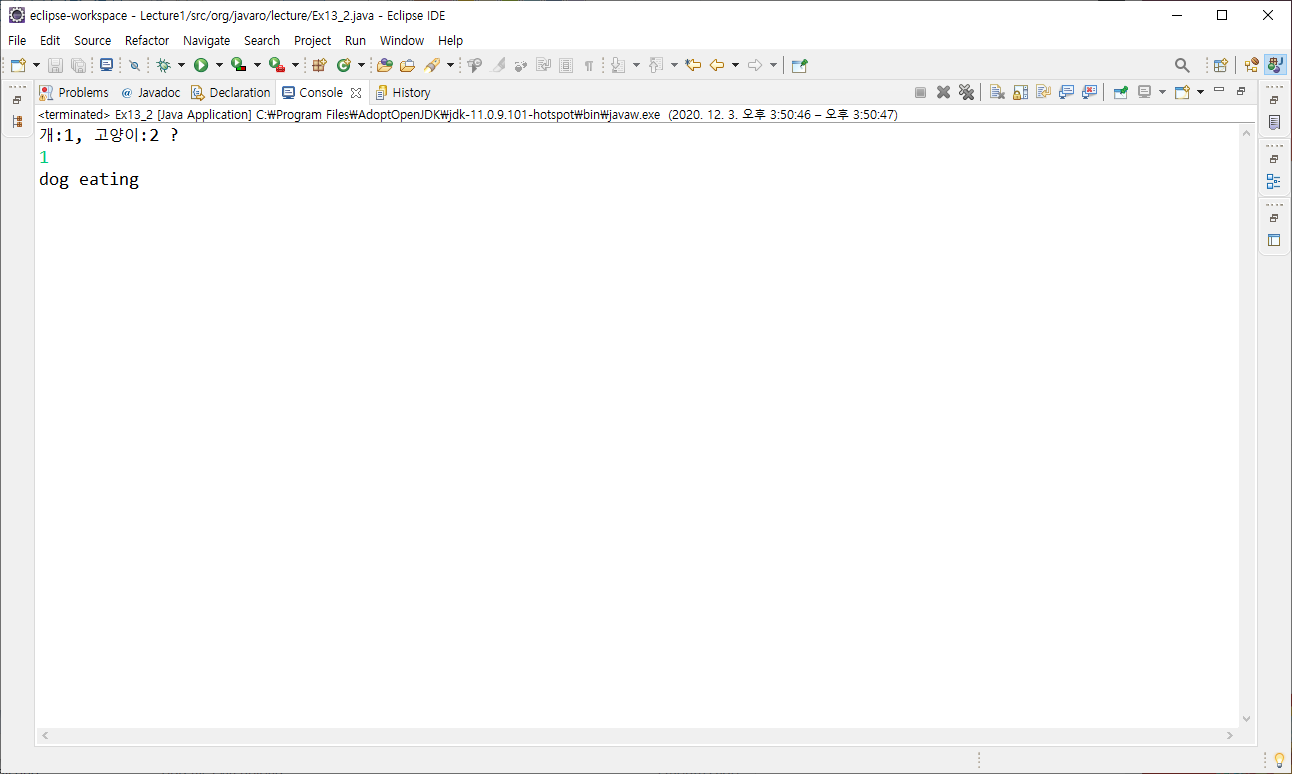 eclipse-workspace - Lecture1/src/org/javaro/lecture/Ex13_2.java - Eclipse IDE
File Edit Source Refactor Navigate Search Project Run Window Help
Problems @ Javadoc Declaration Console History
<terminated> Ex13_2 [Java Application] C:₩Program Files₩AdoptOpenJDK₩jdk-11.0.9.101-hotspot₩bin₩javaw.exe (2020. 12. 3. 오후 3:50:46 – 오후 3:50:47)
개:1, 고양이:2 ?
1
dog eating